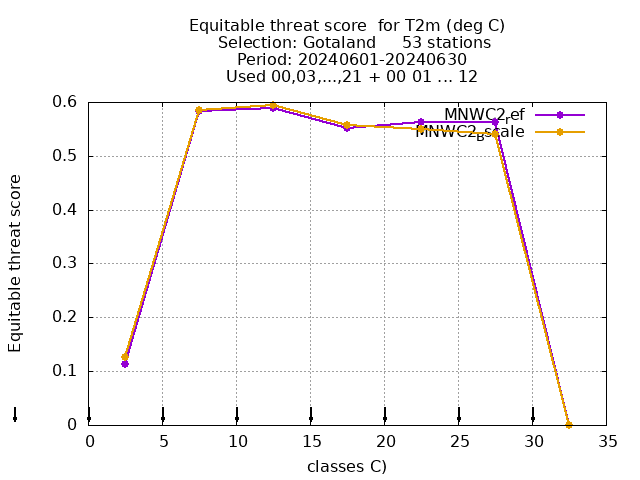 Equitable threat score for T2m (deg C)
Selection: Gotaland 53 stations
Period: 20240601-20240630
Used 00,03,...,21 + 00 01 ... 12
MNWC2_ref
MNWC2_Bscale
Equitable threat score
0.6
0.5
0.4
0.3
0.2
0.1
0
0 5 10 15 20 25 30 35
classes C)